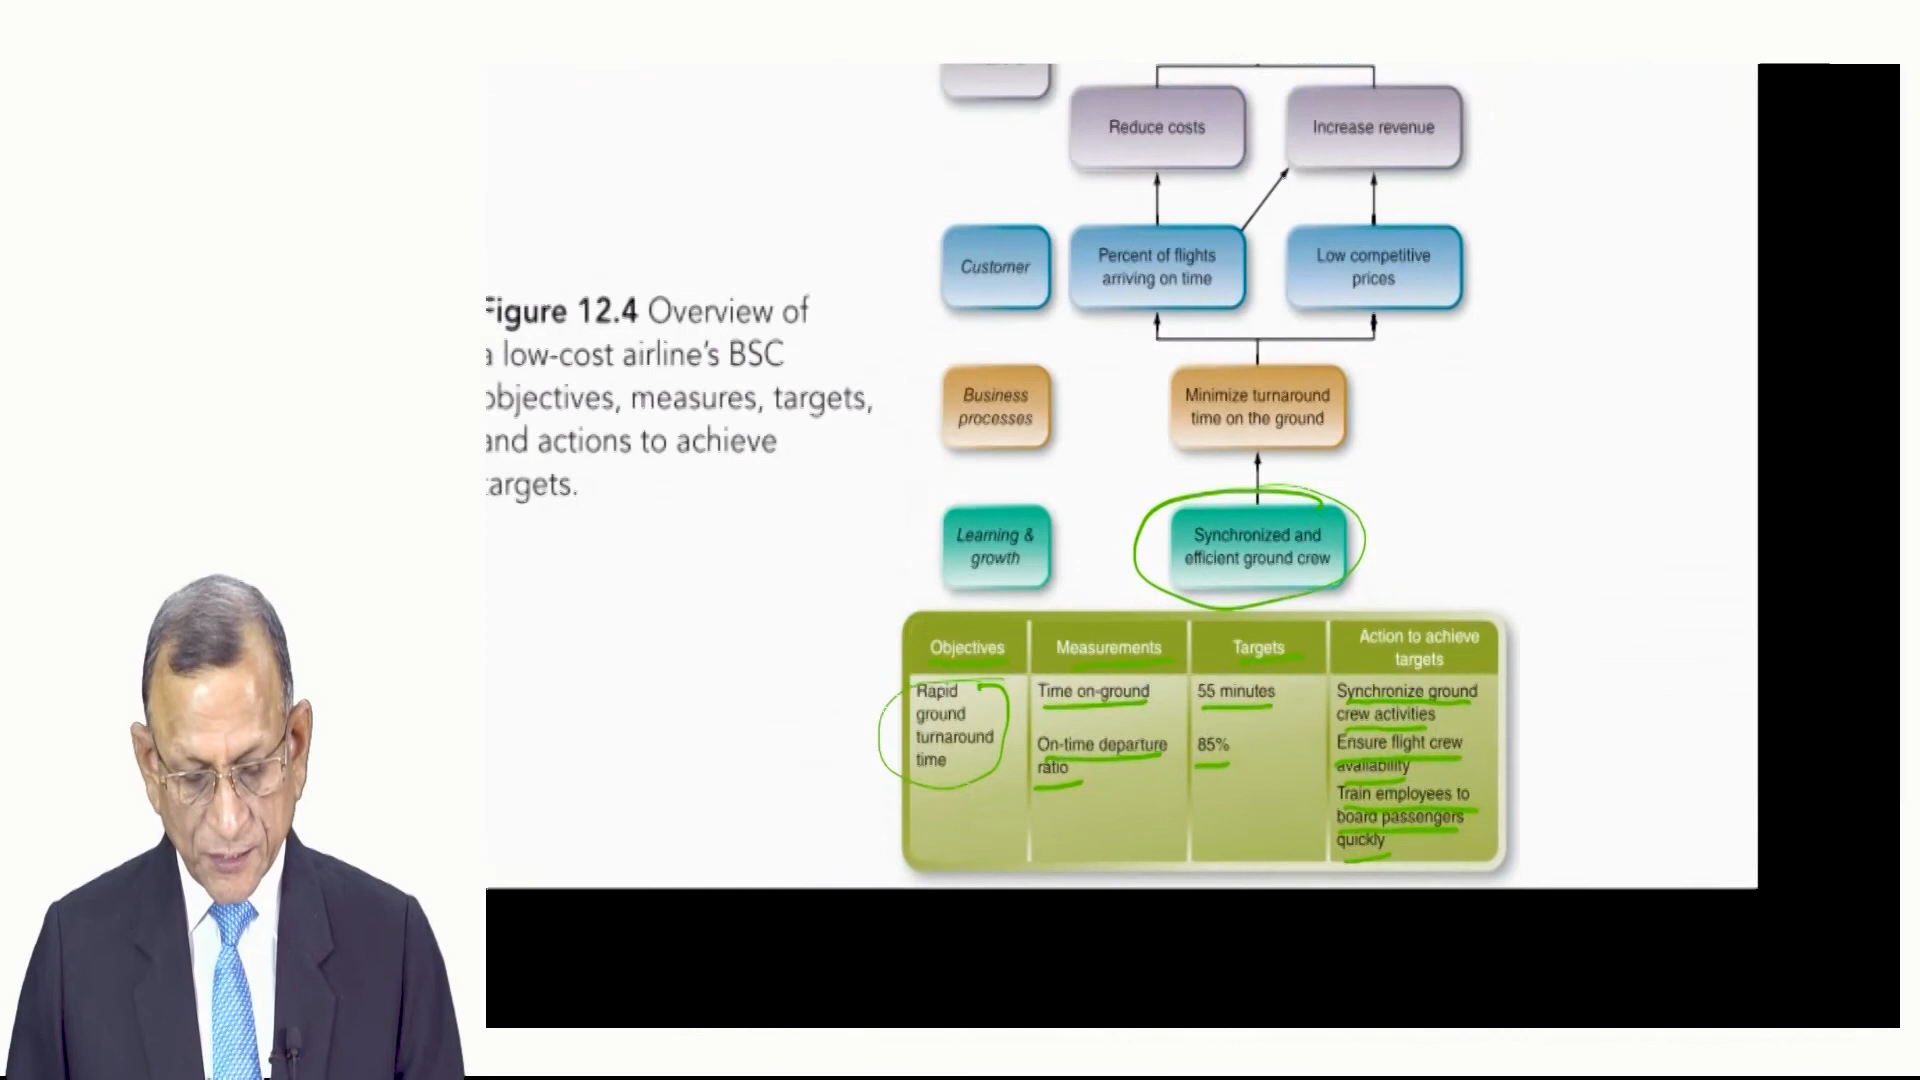 Reduce costs
Increase revenue
Customer
Percent of flights
arriving on time
Low competitive
prices
Figure 12.4 Overview of
a low-cost airline's BSC
objectives, measures, targets,
and actions to achieve
targets.
Business
processes
Minimize turnaround
time on the ground
Learning &
growth
Synchronized and
efficient ground crew
Objectives
Measurements
Targets
Action to achieve
targets
Rapid
ground
turnaround
time
Time on-ground
On-time departure
ratio
55 minutes
85%
Synchronize ground
crew activities
Ensure flight crew
availability
Train employees to
board passengers
quickly